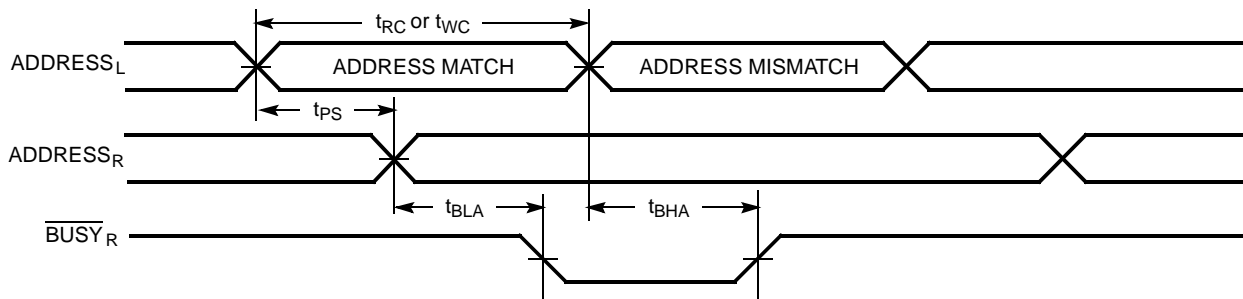 tRC or tWC
ADDRESSL
ADDRESS MATCH
ADDRESS MISMATCH
tPS
ADDRESSR
tBLA
tBHA
BUSYR